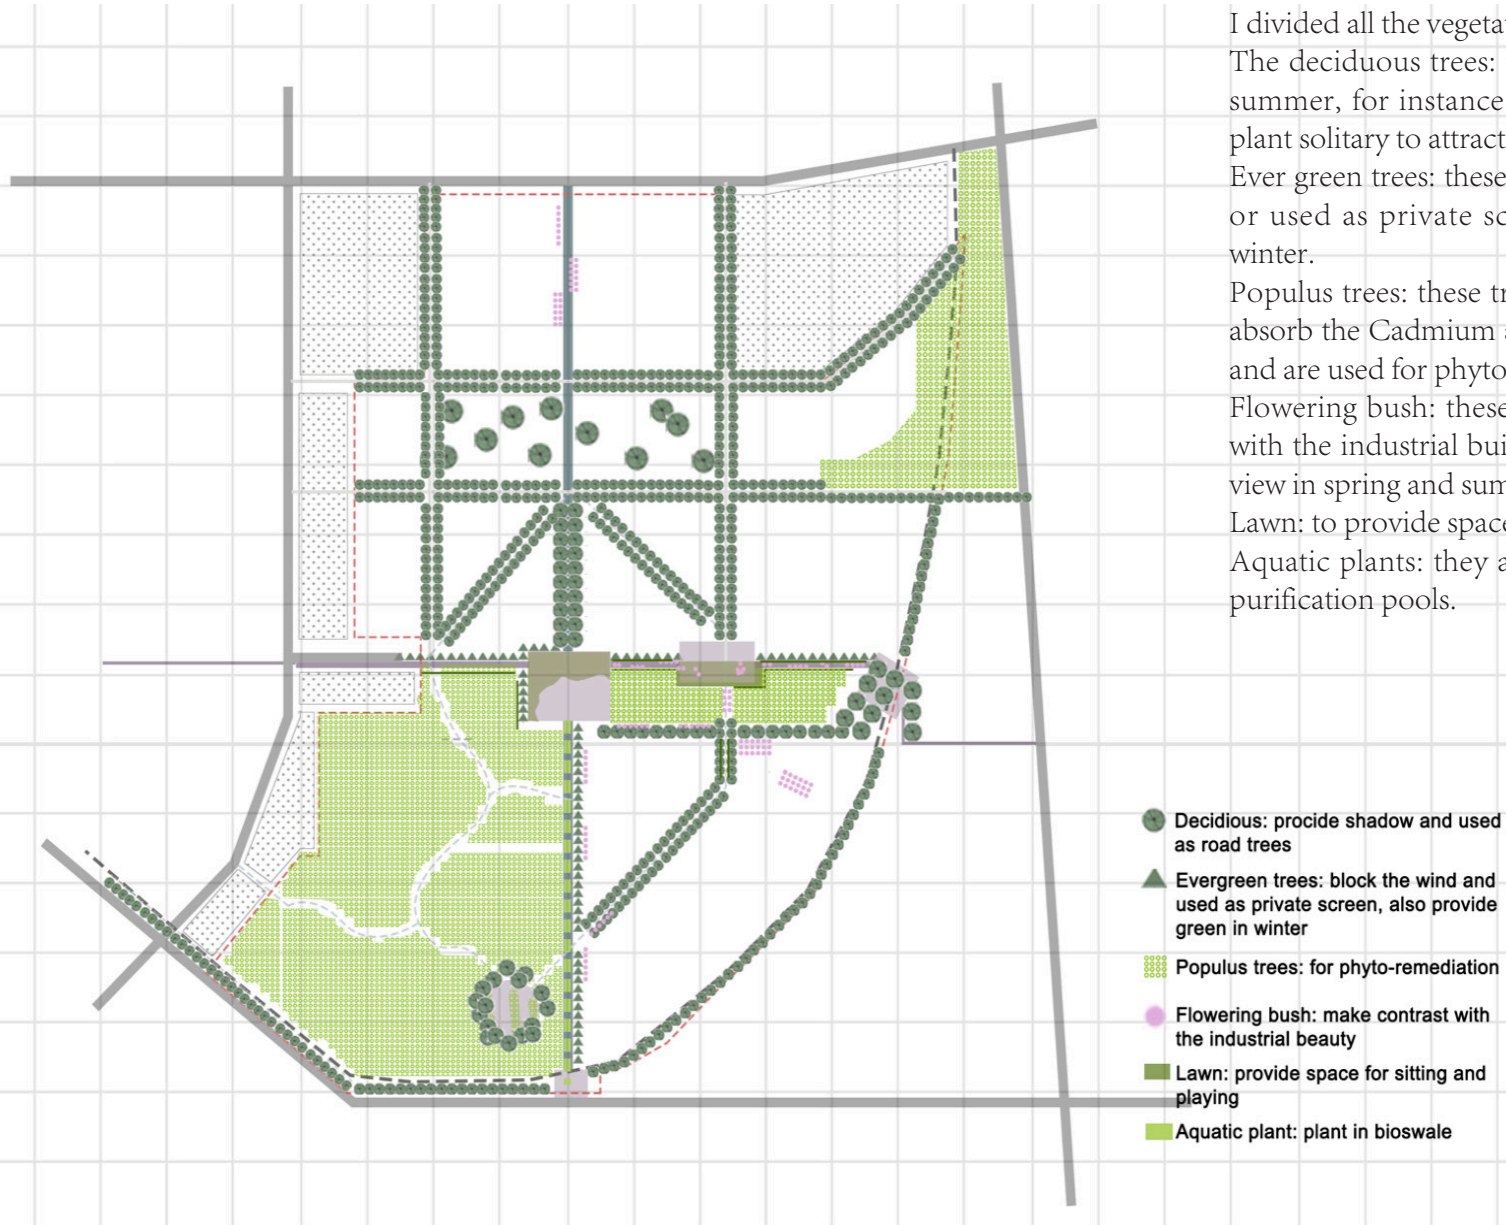 I divided all the vegeta
The deciduous trees:
summer, for instance
plant solitary to attract
Ever green trees: these
or used as private sc
winter.
Populus trees: these tr
absorb the Cadmium
and are used for phyto
Flowering bush: these
with the industrial bui
view in spring and sum
Lawn: to provide space
Aquatic plants: they a
purification pools.
Decidious: procide shadow and used
as road trees
Evergreen trees: block the wind and
used as private screen, also provide
green in winter
Populus trees: for phyto-remediation
Flowering bush: make contrast with
the industrial beauty
Lawn: provide space for sitting and
playing
Aquatic plant: plant in bioswale